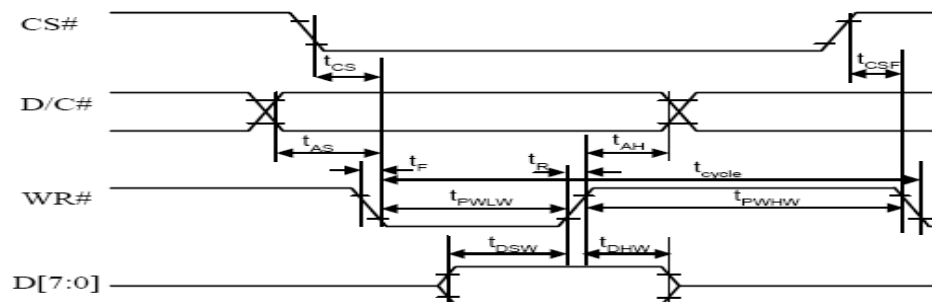 CS#
tCS
tCSF
D/C#
tAS
tF
tR
tAH
tcycle
WR#
tPWLW
tPWHW
tDSW
tDHW
D[7:0]